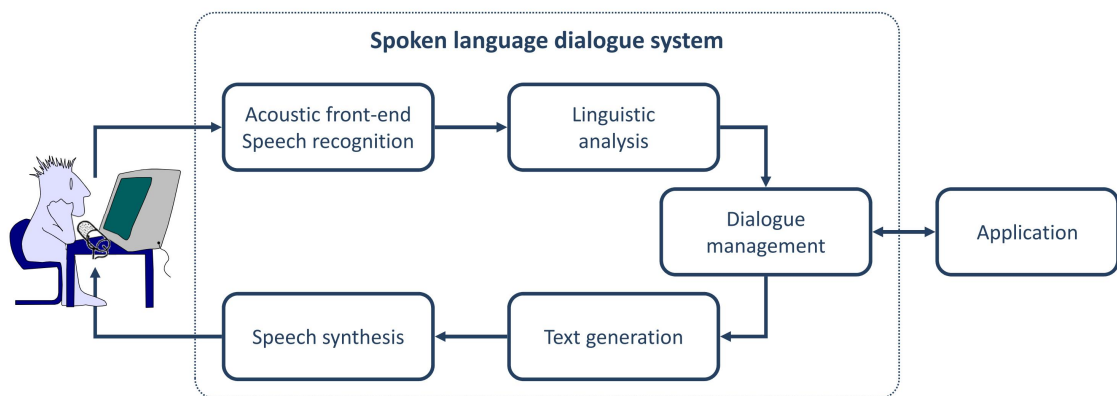 Spoken language dialogue system
Acoustic front-end
Speech recognition
Linguistic
analysis
Dialogue
management
Application
Speech synthesis
Text generation